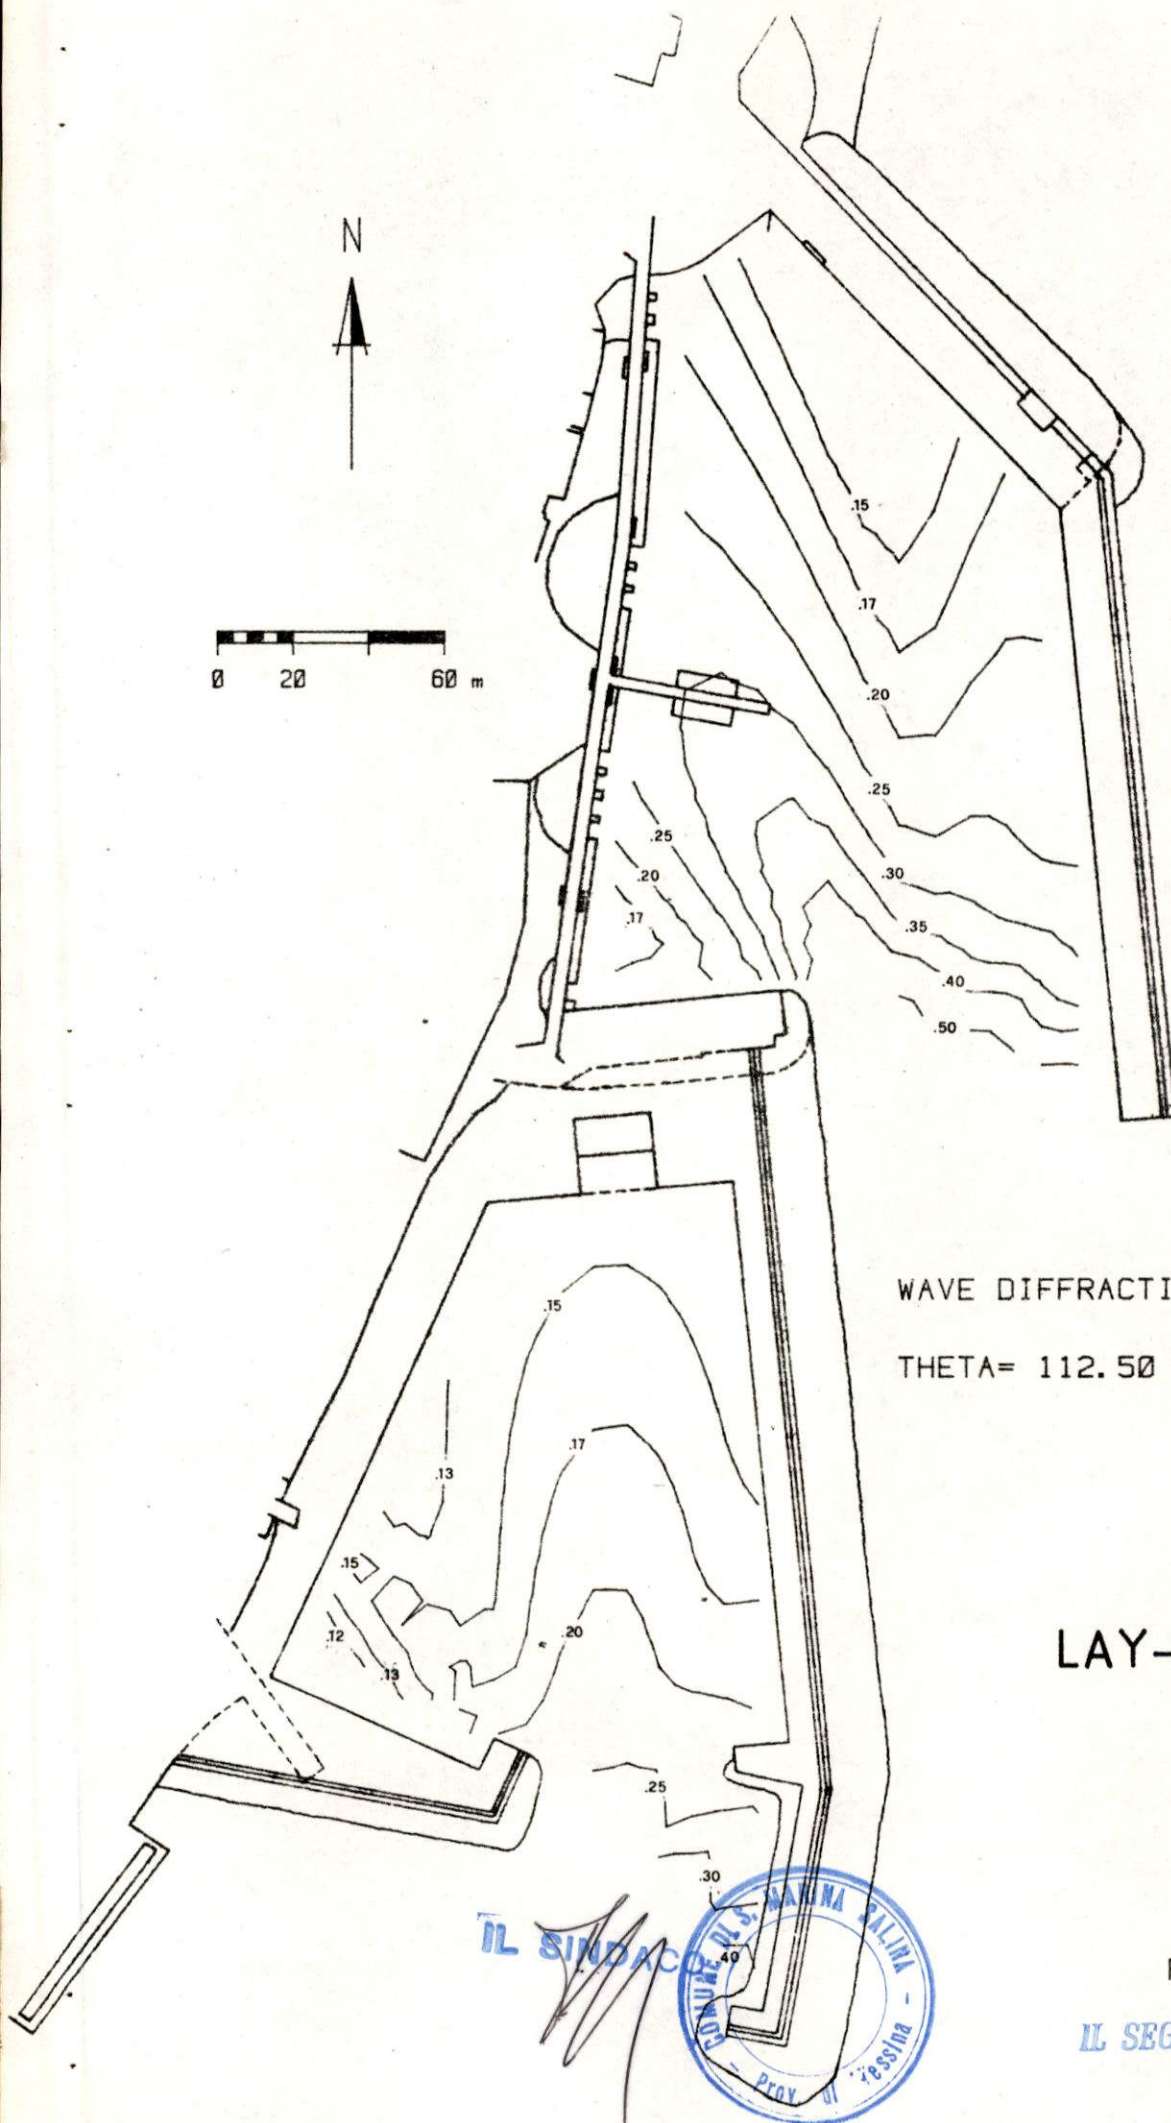 N
0 20 60 m
.15
.17
.20
.25
.25
.30
.20
.17
.35
.40
.50
WAVE DIFFRACTI
THETA= 112.50
.15
.17
.13
.15
.12
.13
.20
LAY-
.25
.30
.40
IL SINDACO
COMUNE DI S. MARINA SALINA - Prov. di Messina -
IL SEG